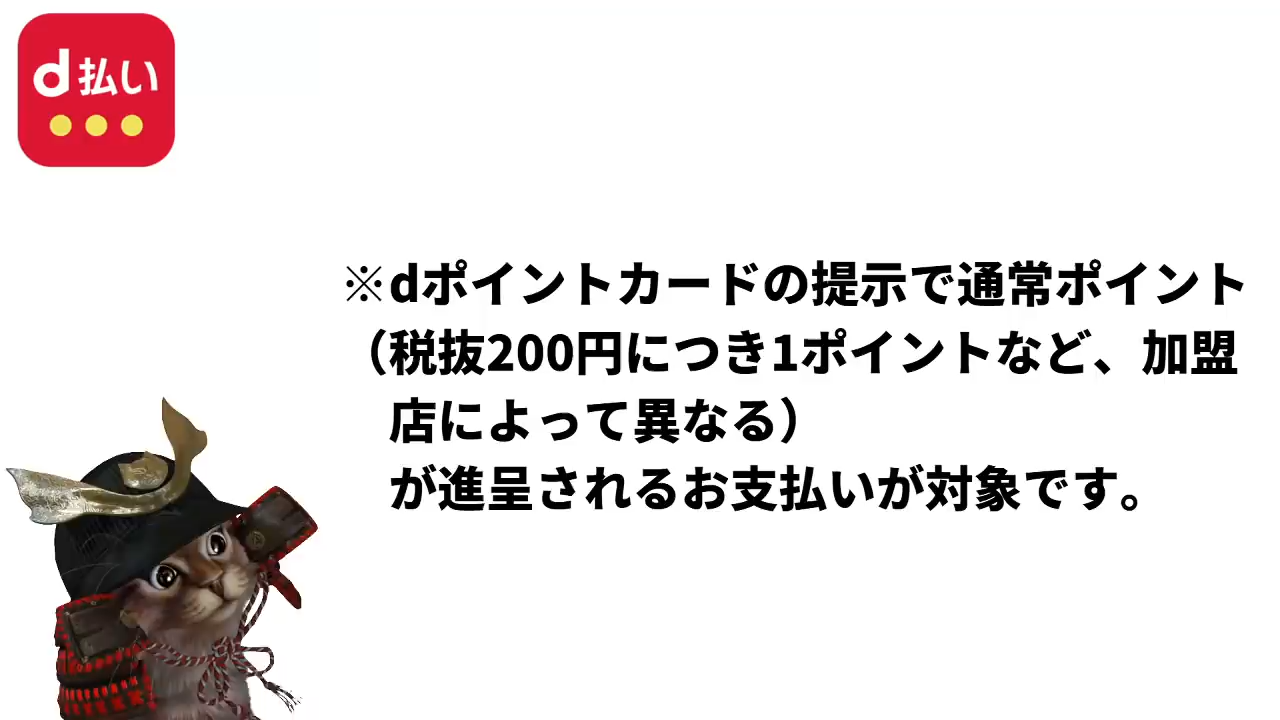 d払い
※dポイントカードの提示で通常ポイント
（税抜200円につき1ポイントなど、加盟
店によって異なる）
が進呈されるお支払いが対象です。